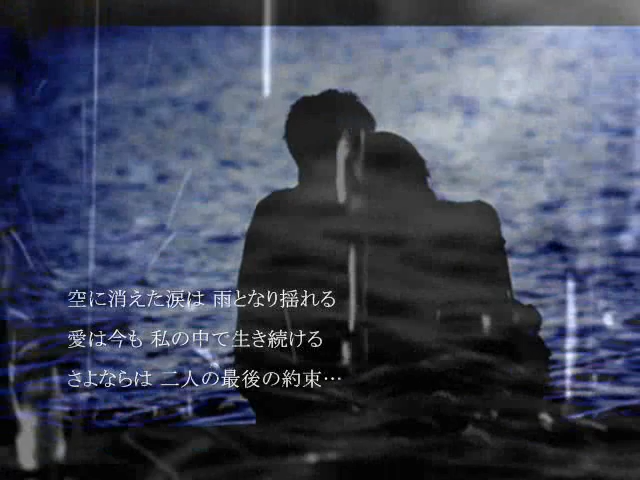 空に消えた涙は 雨となり揺れる
愛は今も 私の中で生き続ける
さよならは 二人の最後の約束…